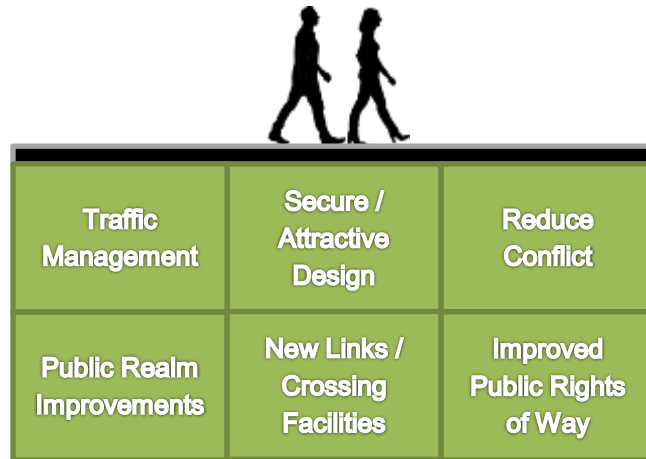 Traffic
Management
Secure /
Attractive
Design
Reduce
Conflict
Public Realm
Improvements
New Links /
Crossing
Facilities
Improved
Public Rights
of Way